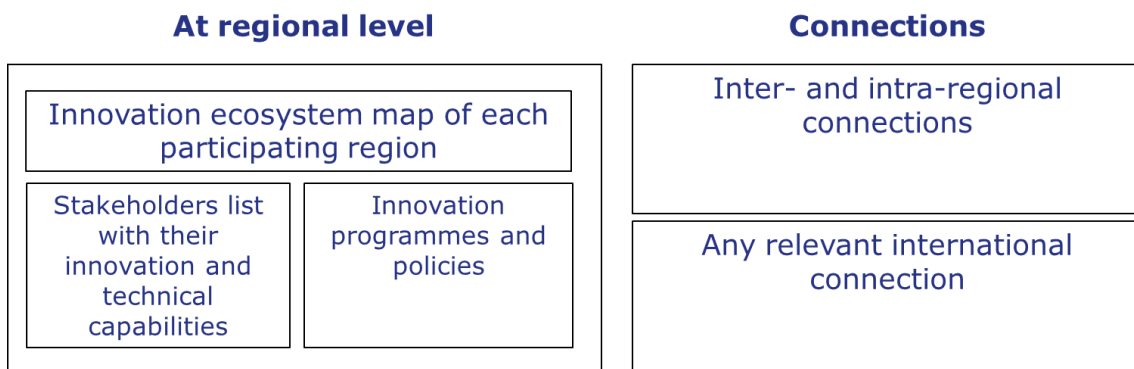 At regional level
Innovation ecosystem map of each
participating region
Stakeholders list
with their
innovation and
technical
capabilities
Innovation
programmes and
policies
Connections
Inter- and intra-regional
connections
Any relevant international
connection